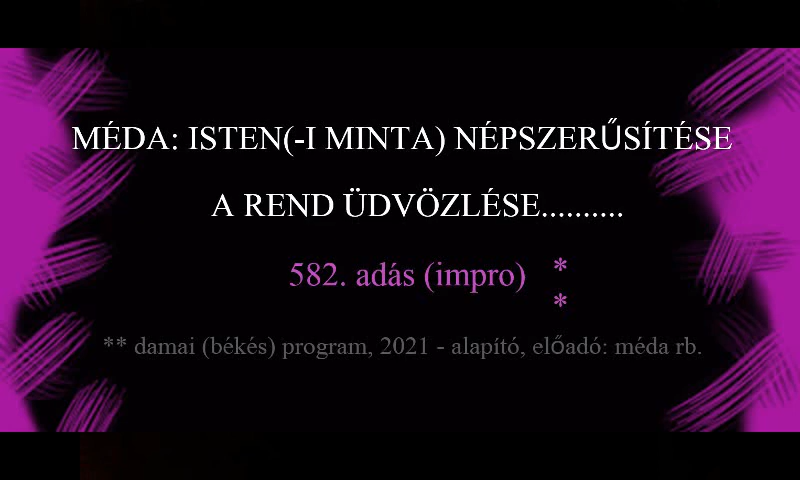 MÉDA: ISTEN(-I MINTA) NÉPSZERŰSÍTÉSE
A REND ÜDVÖZLÉSE..........
582. adás (impro) *
*
** damai (békés) program, 2021 - alapító, előadó: méda rb.